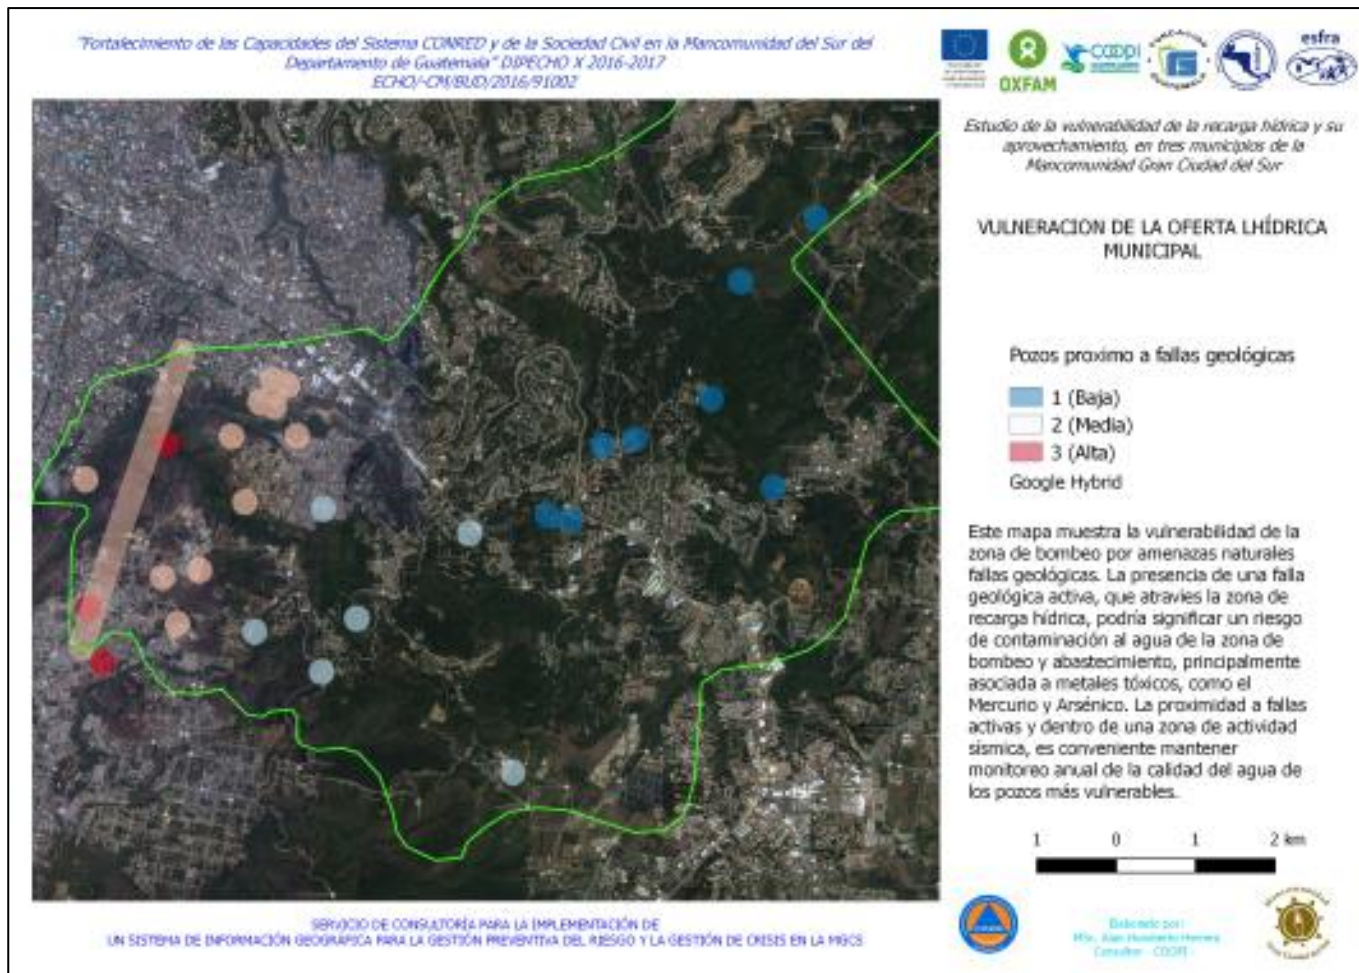 "Fortalecimiento de las Capacidades del Sistema CONRED y de la Sociedad Civil en la Mancomunidad del Sur del
Departamento de Guatemala" DIPECHO X 2016-2017
ECHO/-CM/BUD/2016/91002
OXFAM
COOPI
esfra
Estudio de la vulnerabilidad de la recarga hídrica y su
aprovechamiento, en tres municipios de la
Mancomunidad Gran Ciudad del Sur
VULNERACION DE LA OFERTA LHÍDRICA
MUNICIPAL
Pozos proximo a fallas geológicas
1 (Baja)
2 (Media)
3 (Alta)
Google Hybrid
Este mapa muestra la vulnerabilidad de la
zona de bombeo por amenazas naturales
fallas geológicas. La presencia de una falla
geológica activa, que atravies la zona de
recarga hídrica, podría significar un riesgo
de contaminación al agua de la zona de
bombeo y abastecimiento, principalmente
asociada a metales tóxicos, como el
Mercurio y Arsénico. La proximidad a fallas
activas y dentro de una zona de actividad
sísmica, es conveniente mantener
monitoreo anual de la calidad del agua de
los pozos más vulnerables.
1 0 1 2 km
SERVICIO DE CONSULTORÍA PARA LA IMPLEMENTACIÓN DE
UN SISTEMA DE INFORMACIÓN GEOGRÁFICA PARA LA GESTIÓN PREVENTIVA DEL RIESGO Y LA GESTIÓN DE CRISIS EN LA MGCS
Elaborado por:
MSc. Juan Humberto Herrera
Consultor - COOPI